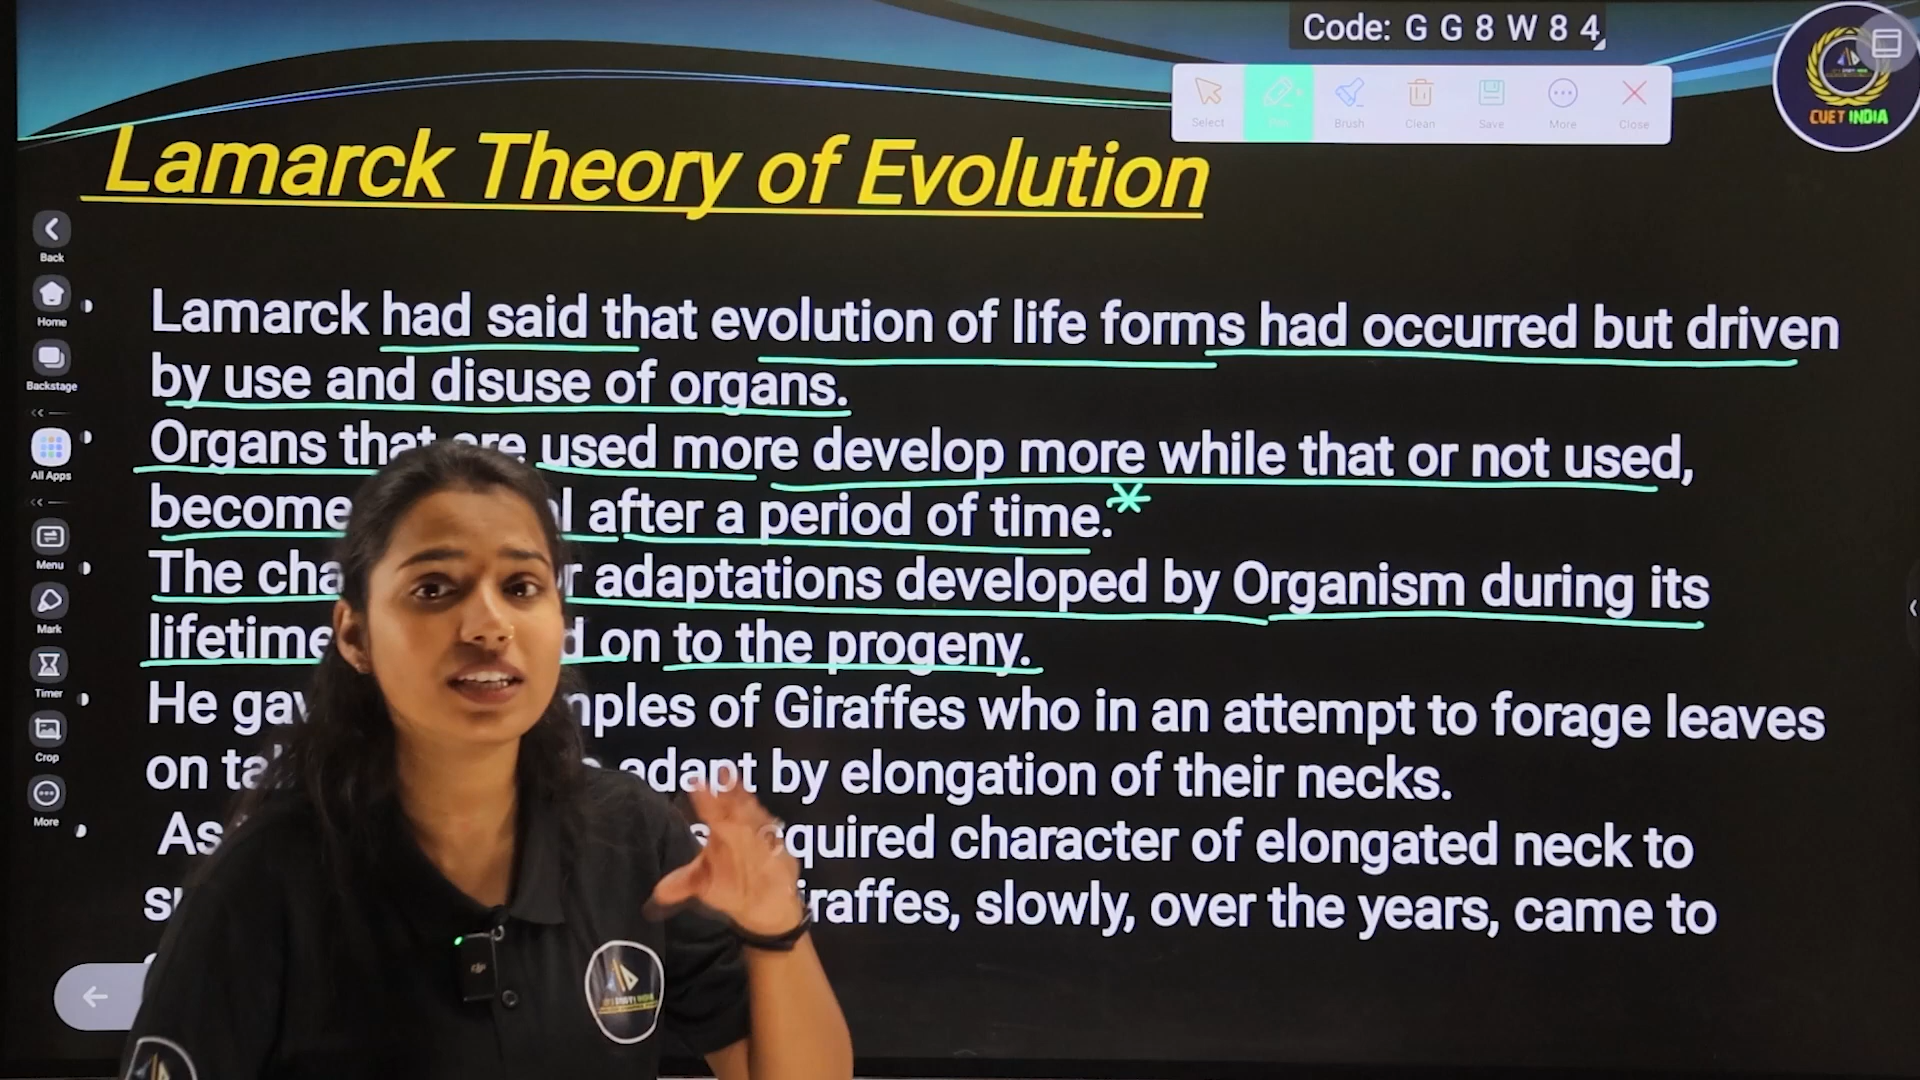 Code: G G 8 W 8 4
Select
Brush
Clean
Save
More
Close
CUET INDIA
Lamarck Theory of Evolution
Back
Home
Backstage
All Apps
Menu
Mark
Timer
Crop
More
Lamarck had said that evolution of life forms had occurred but driven
by use and disuse of organs.
Organs that are used more develop more while that or not used,
become after a period of time.*
The adaptations developed by Organism during its
lifetime on to the progeny.
He of Giraffes who in an attempt to forage leaves
on adapt by elongation of their necks.
As acquired character of elongated neck to
Giraffes, slowly, over the years, came to